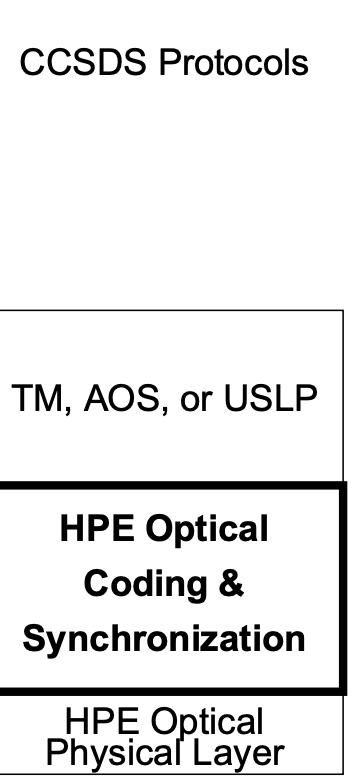 CCSDS Protocols
TM, AOS, or USLP
HPE Optical
Coding &
Synchronization
HPE Optical
Physical Layer